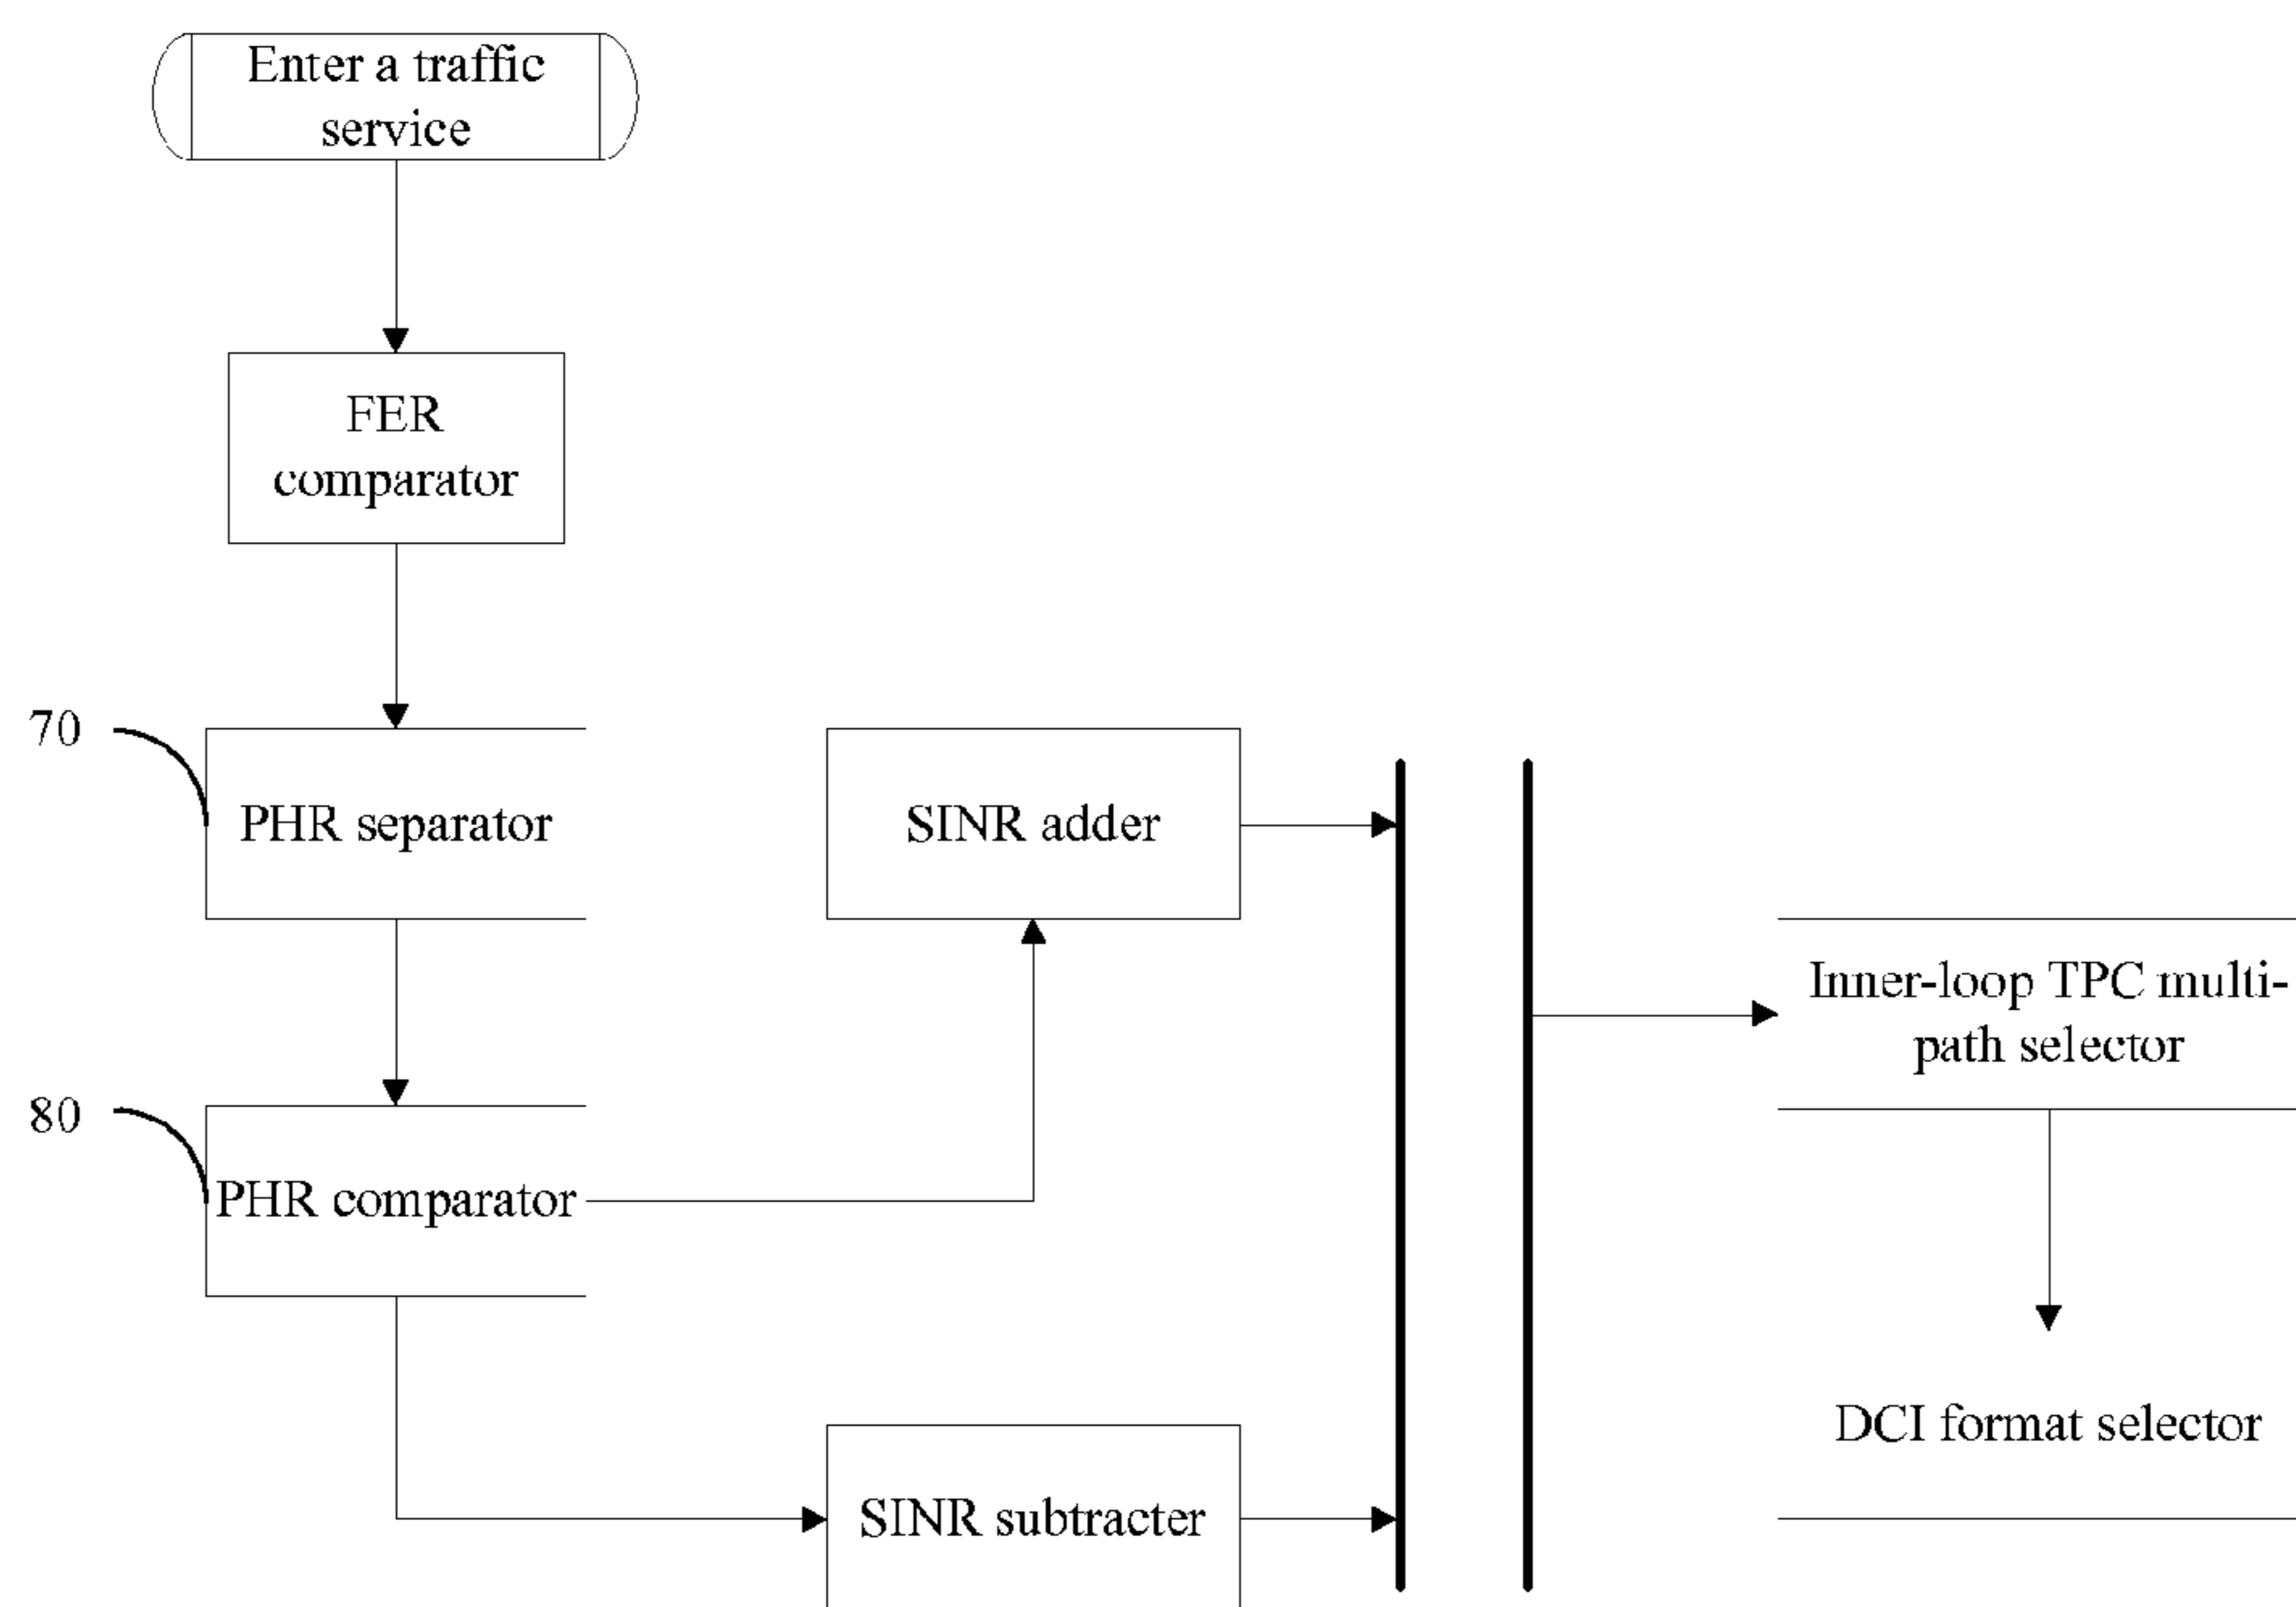 Enter a traffic
service
FER
comparator
70
PHR separator
SINR adder
Inner-loop TPC multi-
path selector
80
PHR comparator
DCI format selector
SINR subtracter